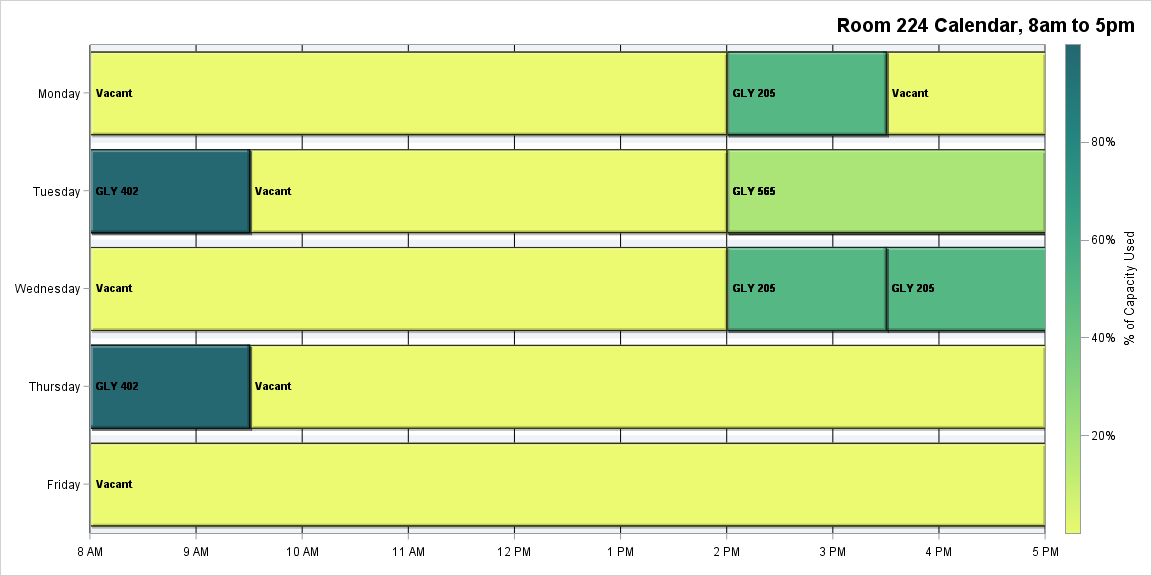 Room 224 Calendar, 8am to 5pm
Monday
Vacant
GLY 205
Vacant
Tuesday
GLY 402
Vacant
GLY 565
Wednesday
Vacant
GLY 205
GLY 205
Thursday
GLY 402
Vacant
Friday
Vacant
8 AM
9 AM
10 AM
11 AM
12 PM
1 PM
2 PM
3 PM
4 PM
5 PM
80%
60%
40%
20%
% of Capacity Used